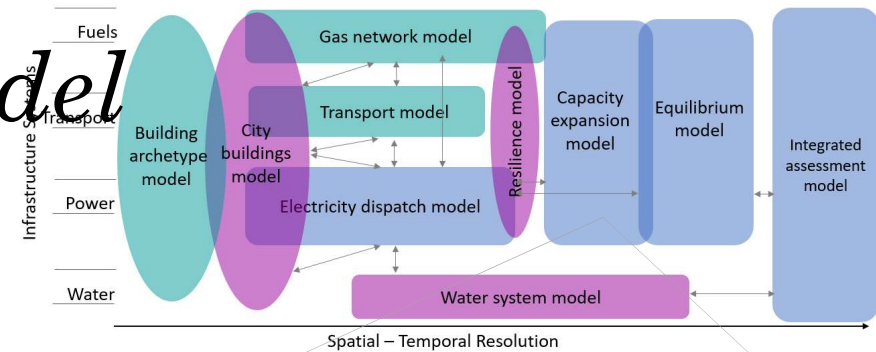 Fuels
Gas network model
del
Infrastructure Systems
Transport
Transport model
Building
archetype
model
City
buildings
model
Resilience model
Capacity
expansion
model
Equilibrium
model
Integrated
assessment
model
Power
Electricity dispatch model
Water
Water system model
Spatial – Temporal Resolution